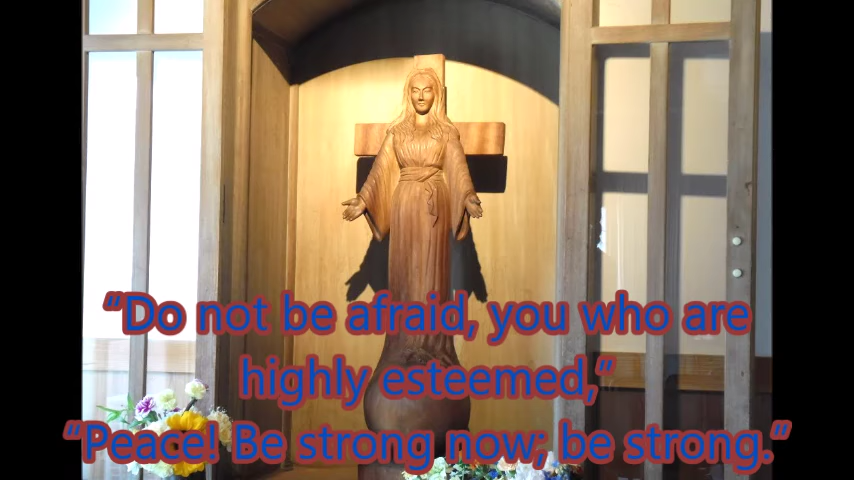 “Do not be afraid, you who are
highly esteemed,“
“Peace! Be strong now; be strong.”